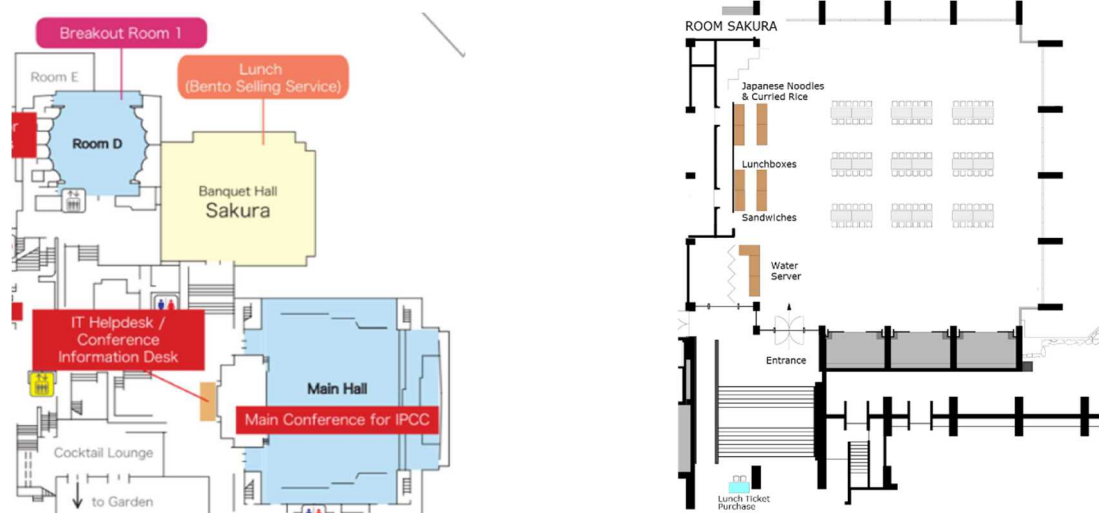 Breakout Room 1
Room E
Lunch
(Bento Selling Service)
Room D
Banquet Hall
Sakura
IT Helpdesk /
Conference
Information Desk
Main Hall
Main Conference for IPCC
Cocktail Lounge
to Garden
ROOM SAKURA
Japanese Noodles
& Curried Rice
Lunchboxes
Sandwiches
Water
Server
Entrance
Lunch Ticket
Purchase